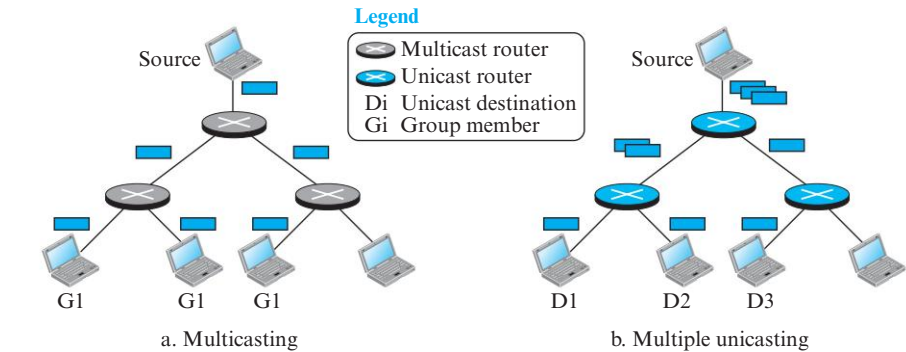 Legend
Multicast router
Unicast router
Di Unicast destination
Gi Group member
Source
G1
G1
G1
a. Multicasting
Source
D1
D2
D3
b. Multiple unicasting